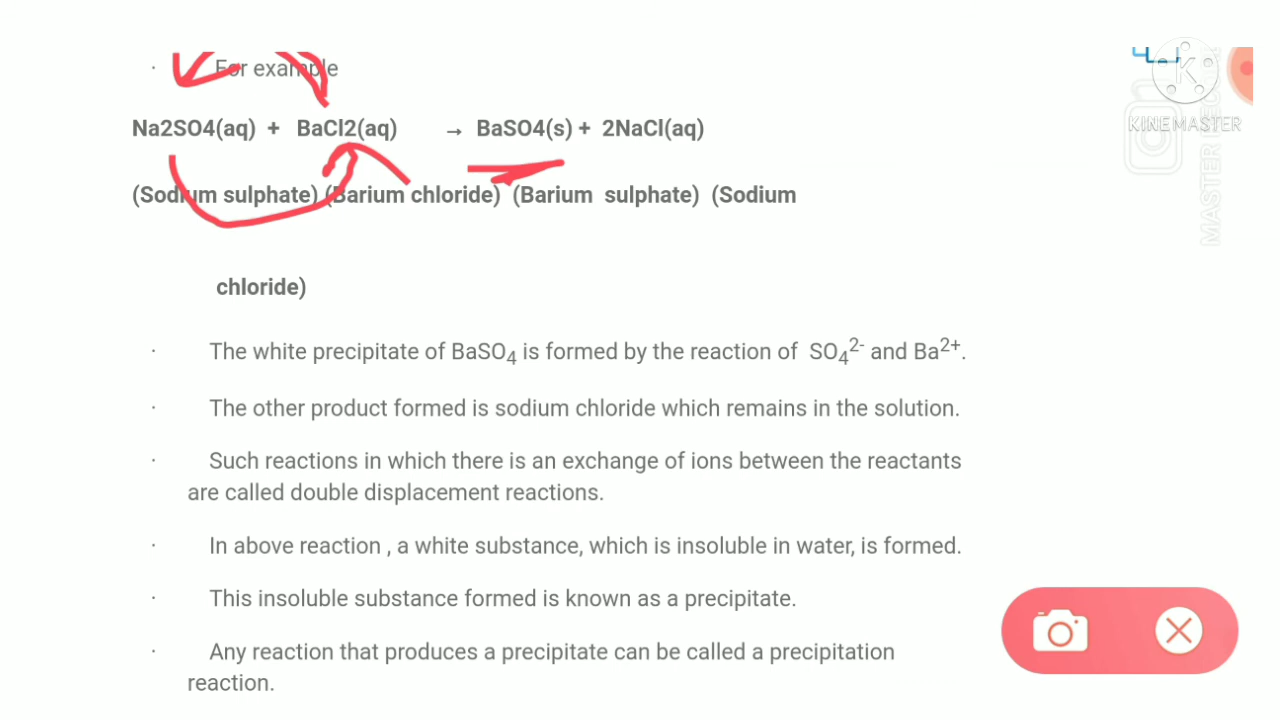 · For example
Na2SO4(aq) + BaCl2(aq) → BaSO4(s) + 2NaCl(aq)
(Sodium sulphate) (Barium chloride) (Barium sulphate) (Sodium
chloride)
· The white precipitate of BaSO₄ is formed by the reaction of SO₄²⁻ and Ba²⁺.
· The other product formed is sodium chloride which remains in the solution.
· Such reactions in which there is an exchange of ions between the reactants
are called double displacement reactions.
· In above reaction , a white substance, which is insoluble in water, is formed.
· This insoluble substance formed is known as a precipitate.
· Any reaction that produces a precipitate can be called a precipitation
reaction.
K
KINEMASTER
MASTER